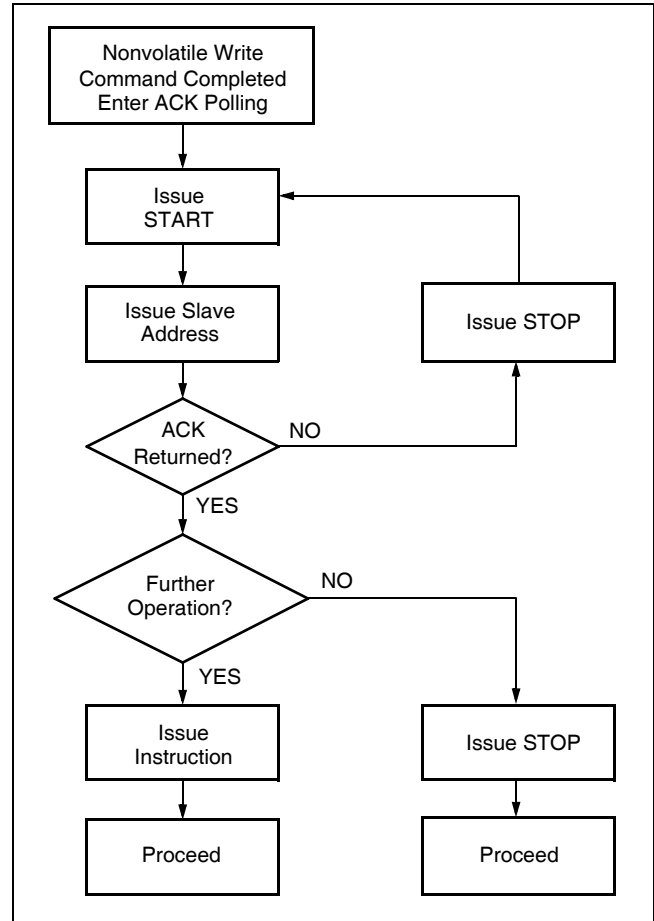 Nonvolatile Write
Command Completed
Enter ACK Polling
Issue
START
Issue Slave
Address
Issue STOP
ACK
Returned?
NO
YES
Further
Operation?
NO
YES
Issue
Instruction
Issue STOP
Proceed
Proceed